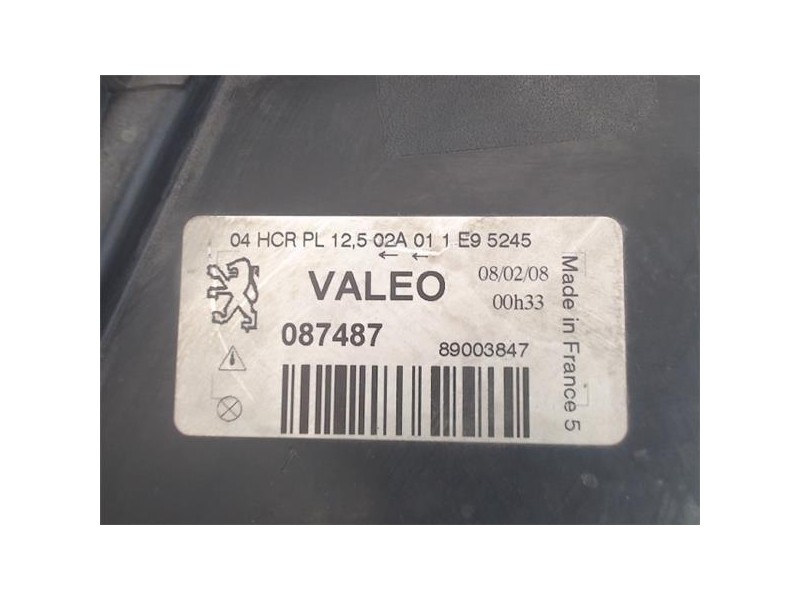 04 HCR PL 12,5 02A 01 1 E9 5245
← ←
VALEO
08/02/08
00h33
087487
89003847
Made in France 5